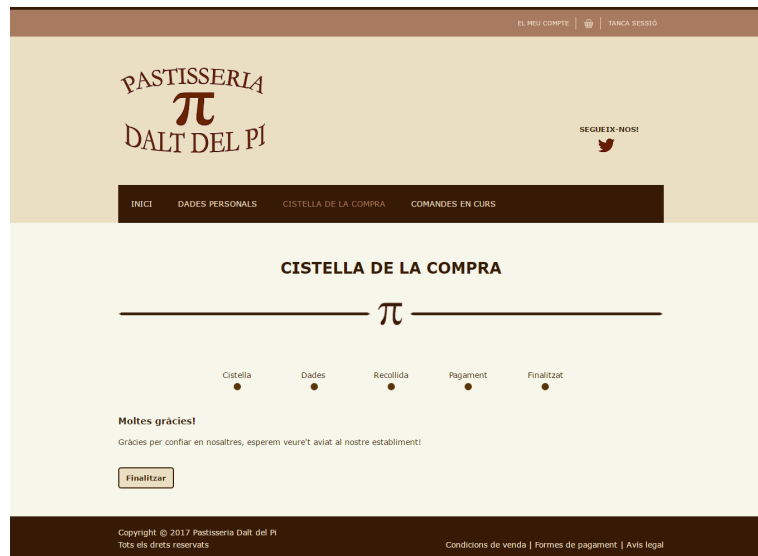 EL MEU COMPTE TANCA SESSIÓ
PASTISSERIA
π
DALT DEL PI
SEGUEIX-NOS!
INICI DADES PERSONALS CISTELLA DE LA COMPRA COMANDES EN CURS
CISTELLA DE LA COMPRA
π
Cistella Dades Recollida Pagament Finalitzat
Moltes gràcies!
Gràcies per confiar en nosaltres, esperem veure't aviat al nostre establiment!
Finalitzar
Copyright © 2017 Pastisseria Dalt del Pi
Tots els drets reservats
Condicions de venda | Formes de pagament | Avís legal